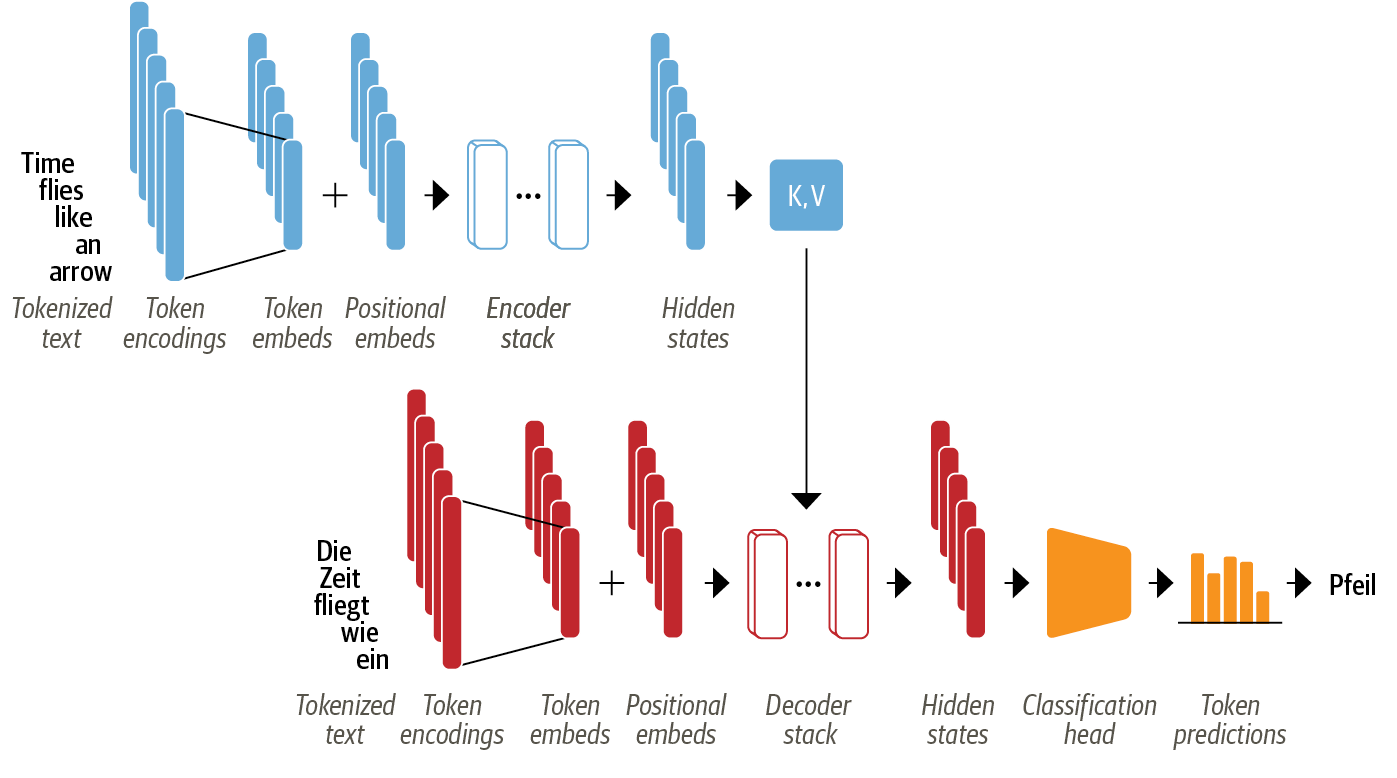 Time
flies
like
an
arrow
K, V
Tokenized
text
Token
encodings
Token
embeds
Positional
embeds
Encoder
stack
Hidden
states
Die
Zeit
fliegt
wie
ein
Pfeil
Tokenized
text
Token
encodings
Token
embeds
Positional
embeds
Decoder
stack
Hidden
states
Classification
head
Token
predictions